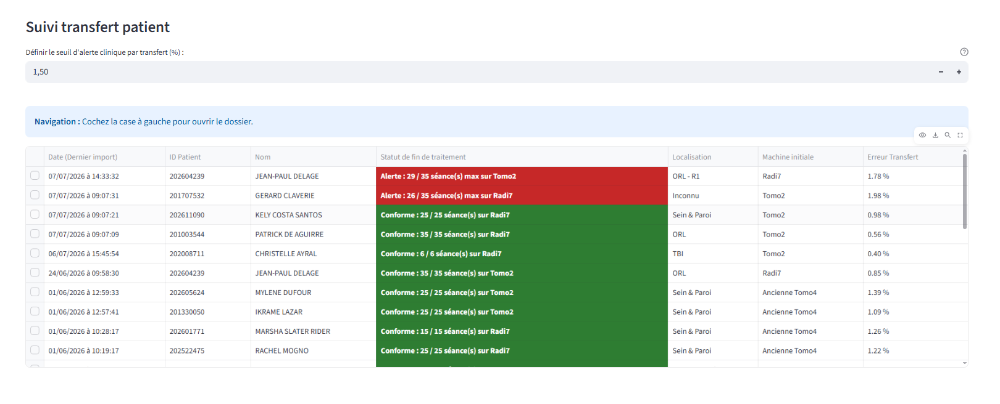 Suivi transfert patient
Définir le seuil d'alerte clinique par transfert (%) :
1,50
Navigation : Cochez la case à gauche pour ouvrir le dossier.
Date (Dernier import) ID Patient Nom Statut de fin de traitement Localisation Machine initiale Erreur Transfert
07/07/2026 à 14:33:32 202604239 JEAN-PAUL DELAGE Alerte : 29 / 35 séance(s) max sur Tomo2 ORL - R1 Radi7 1.78 %
07/07/2026 à 09:07:31 201707532 GERARD CLAVERIE Alerte : 26 / 35 séance(s) max sur Radi7 Inconnu Tomo2 1.98 %
07/07/2026 à 09:07:21 202611090 KELY COSTA SANTOS Conforme : 25 / 25 séance(s) sur Radi7 Sein & Paroi Tomo2 0.98 %
07/07/2026 à 09:07:09 201003544 PATRICK DE AGUIRRE Conforme : 35 / 35 séance(s) sur Radi7 ORL Tomo2 0.56 %
06/07/2026 à 15:45:54 202008711 CHRISTELLE AYRAL Conforme : 6 / 6 séance(s) sur Radi7 TBI Tomo2 0.40 %
24/06/2026 à 09:58:30 202604239 JEAN-PAUL DELAGE Conforme : 35 / 35 séance(s) sur Tomo2 ORL Radi7 0.85 %
01/06/2026 à 12:59:33 202605624 MYLENE DUFOUR Conforme : 25 / 25 séance(s) sur Tomo2 Sein & Paroi Ancienne Tomo4 1.39 %
01/06/2026 à 12:57:41 201330050 IKRAME LAZAR Conforme : 25 / 25 séance(s) sur Tomo2 Sein & Paroi Ancienne Tomo4 1.09 %
01/06/2026 à 10:28:17 202601771 MARSHA SLATER RIDER Conforme : 15 / 15 séance(s) sur Radi7 Sein & Paroi Ancienne Tomo4 1.26 %
01/06/2026 à 10:19:17 202522475 RACHEL MOGNO Conforme : 25 / 25 séance(s) sur Radi7 Sein & Paroi Ancienne Tomo4 1.22 %